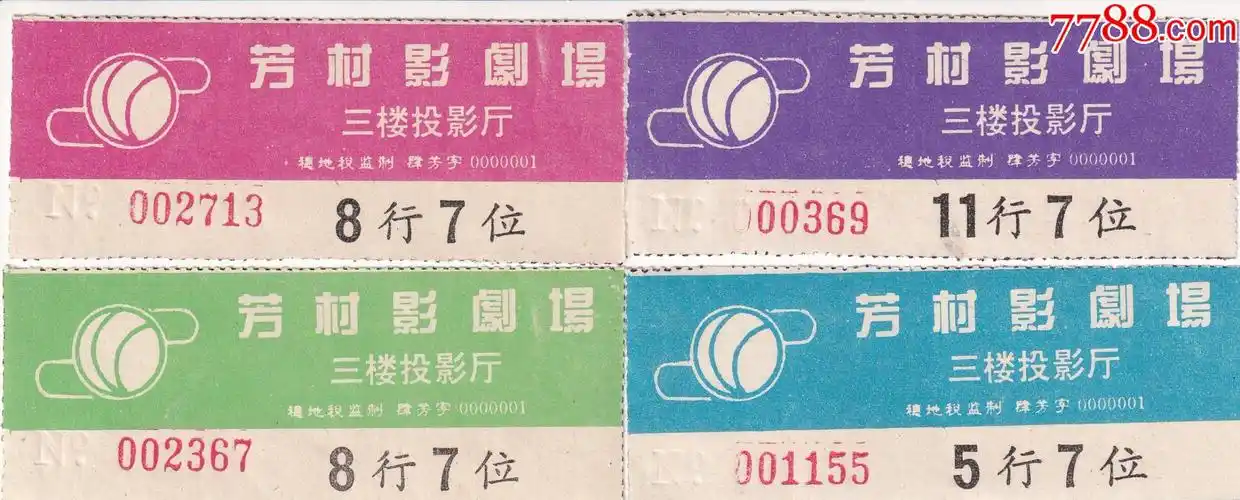 芳村影劇場
三楼投影厅
穗地税监制 肆芳字 0000001
002713 8行7位
7788.com
芳村影劇場
三楼投影厅
穗地税监制 肆芳字 0000001
000369 11行7位
芳村影劇場
三楼投影厅
穗地税监制 肆芳字 0000001
002367 8行7位
芳村影劇場
三楼投影厅
穗地税监制 肆芳字 0000001
001155 5行7位